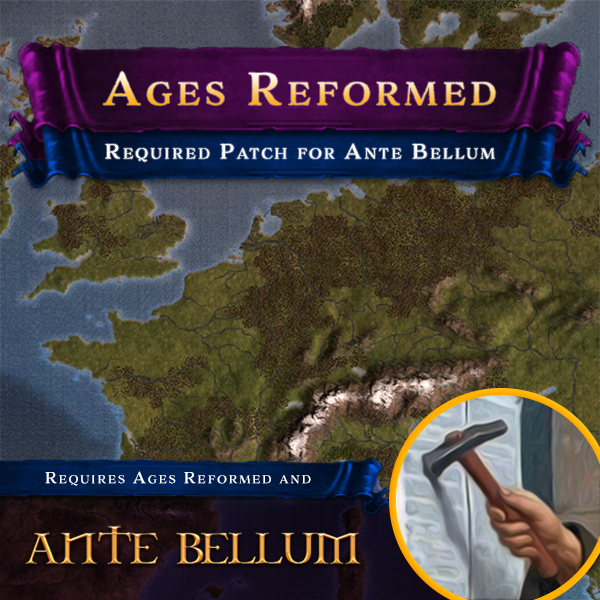 AGES REFORMED
REQUIRED PATCH FOR ANTE BELLUM
REQUIRES AGES REFORMED AND
ANTE BELLUM